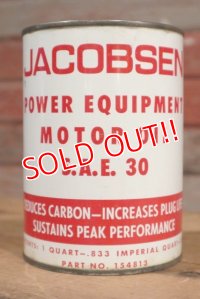 JACOBSEN
POWER EQUIPMENT
MOTOR
SOLD OUT!!
S.A.E. 30
REDUCES CARBON—INCREASES PLUG LIFE
SUSTAINS PEAK PERFORMANCE
1 QUART-.833 IMPERIAL QUART
PART NO. 154813